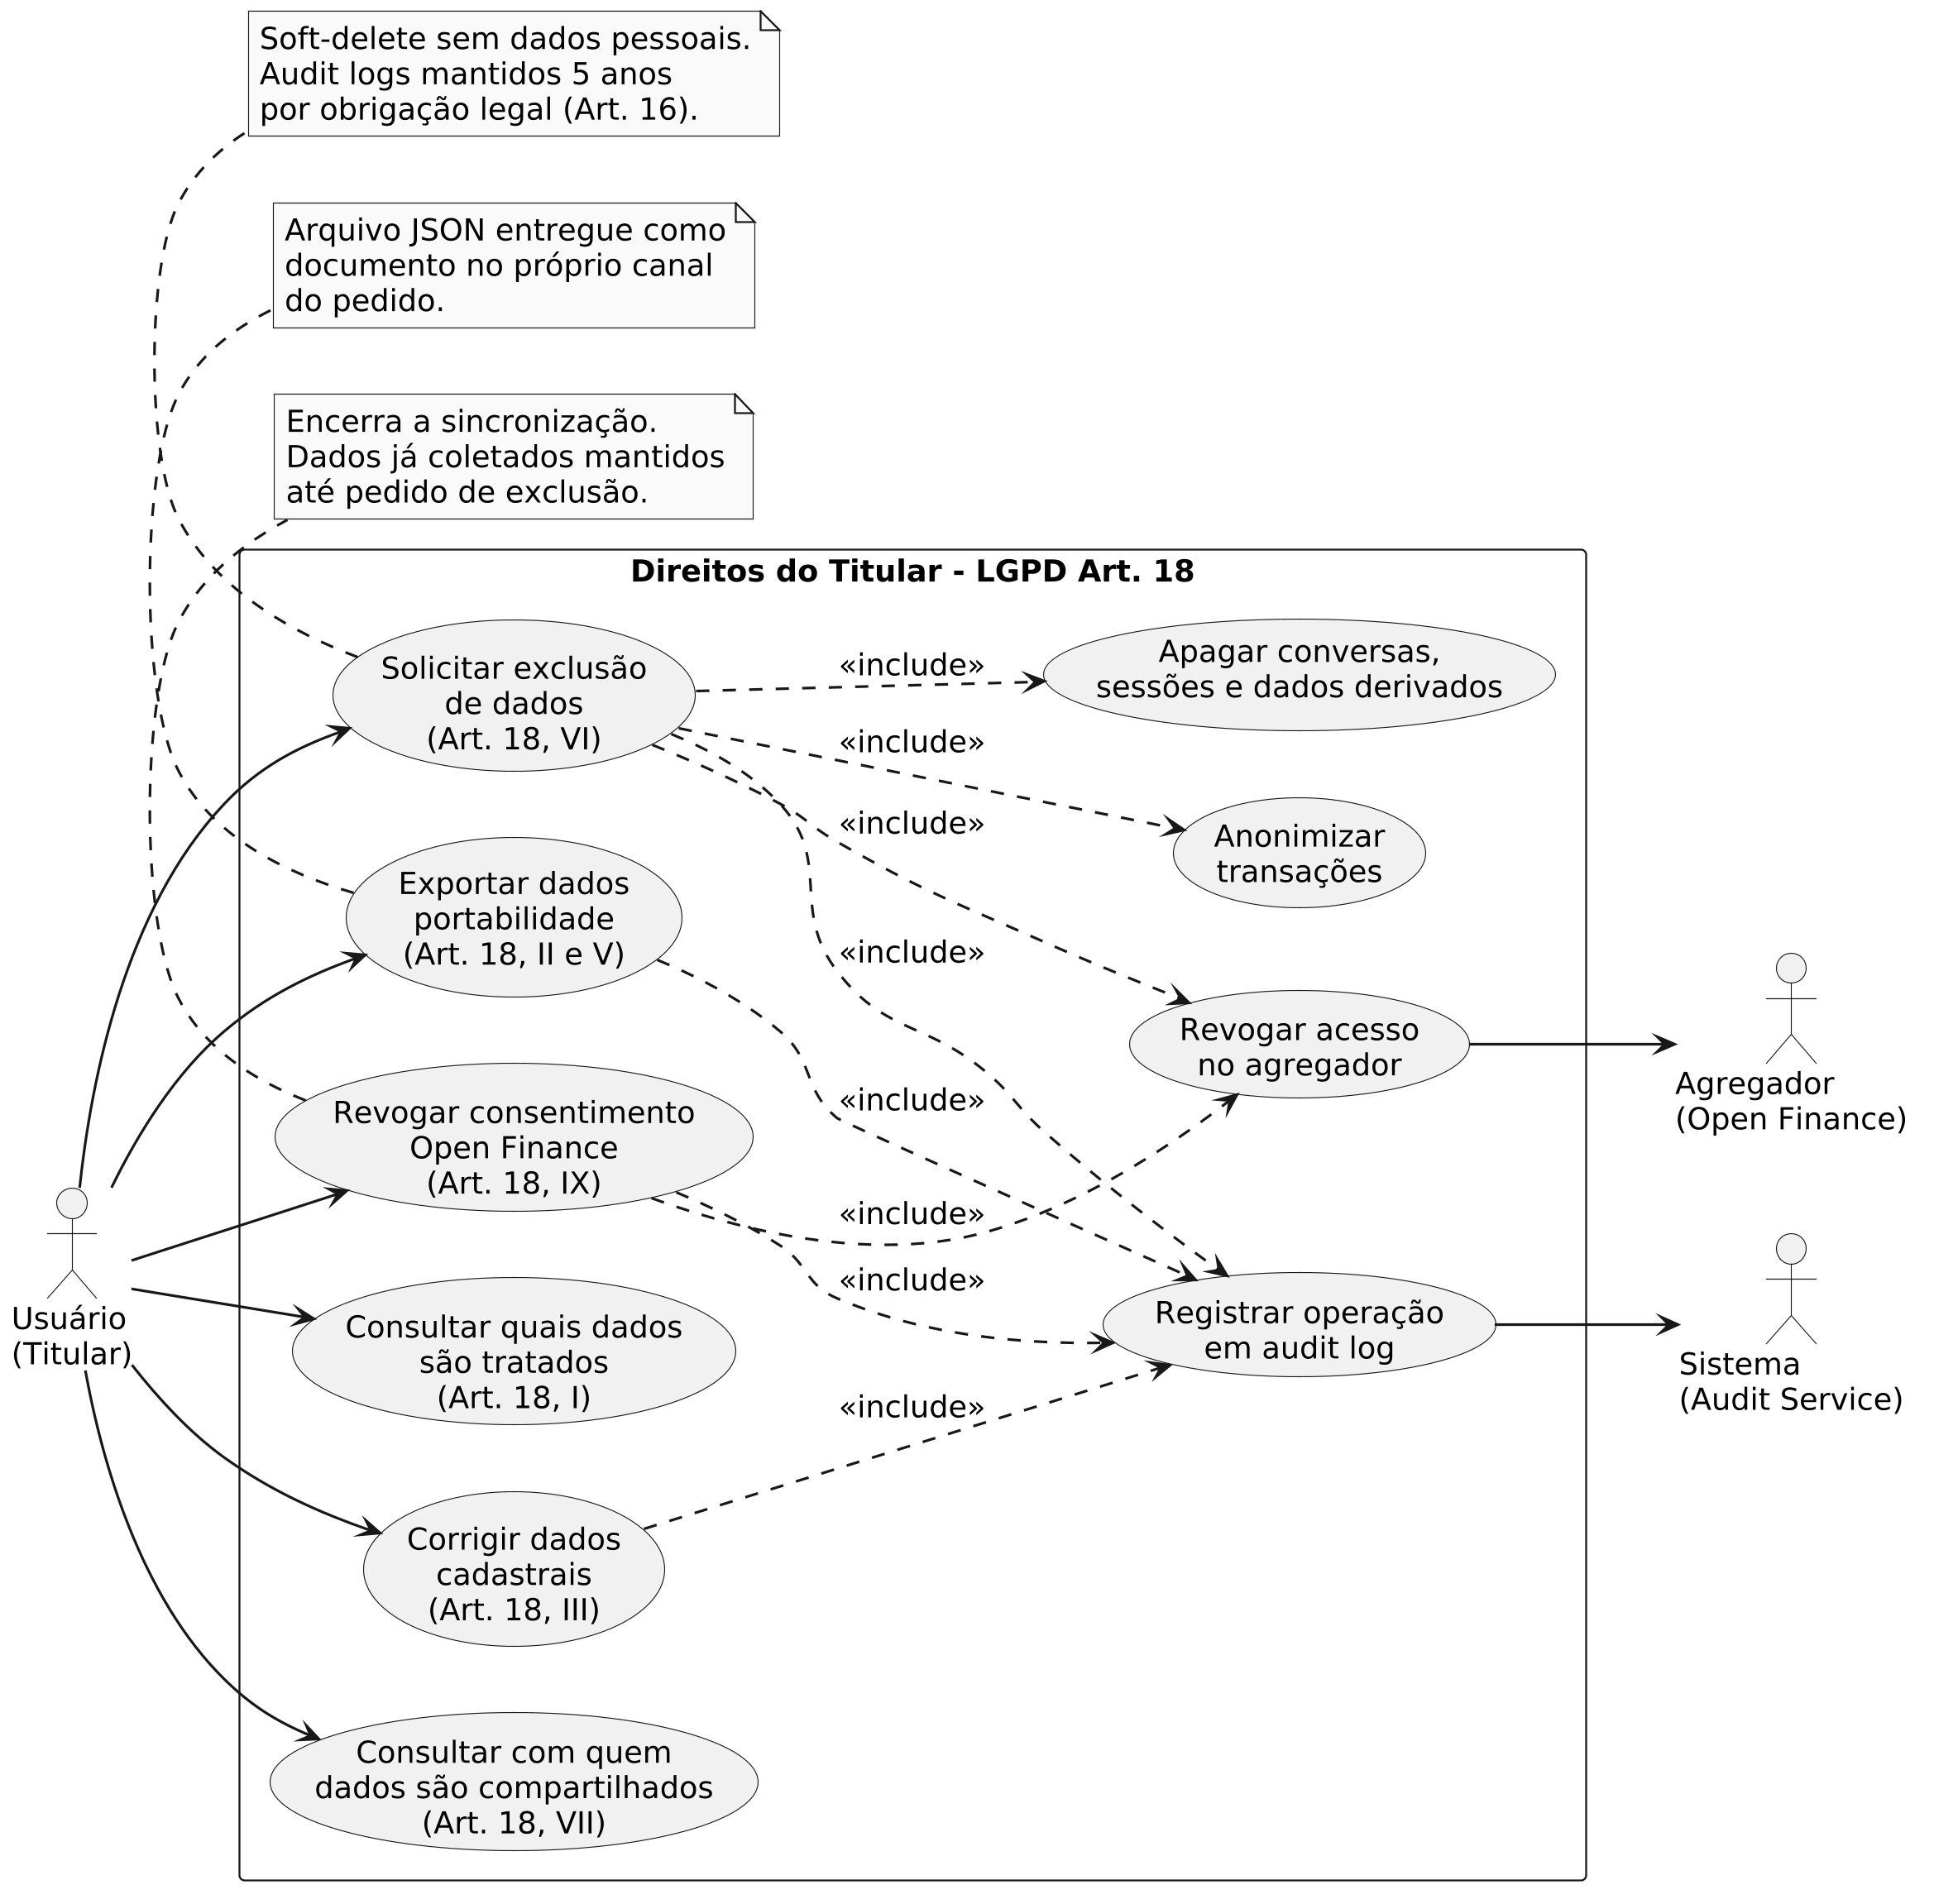 Soft-delete sem dados pessoais.
Audit logs mantidos 5 anos
por obrigação legal (Art. 16).
Arquivo JSON entregue como
documento no próprio canal
do pedido.
Encerra a sincronização.
Dados já coletados mantidos
até pedido de exclusão.
Direitos do Titular - LGPD Art. 18
Solicitar exclusão
de dados
(Art. 18, VI)
«include»
Apagar conversas,
sessões e dados derivados
«include»
«include»
Anonimizar
transações
Exportar dados
portabilidade
(Art. 18, II e V)
«include»
Revogar acesso
no agregador
Agregador
(Open Finance)
Revogar consentimento
Open Finance
(Art. 18, IX)
«include»
«include»
«include»
Usuário
(Titular)
Consultar quais dados
são tratados
(Art. 18, I)
Registrar operação
em audit log
Sistema
(Audit Service)
«include»
Corrigir dados
cadastrais
(Art. 18, III)
Consultar com quem
dados são compartilhados
(Art. 18, VII)